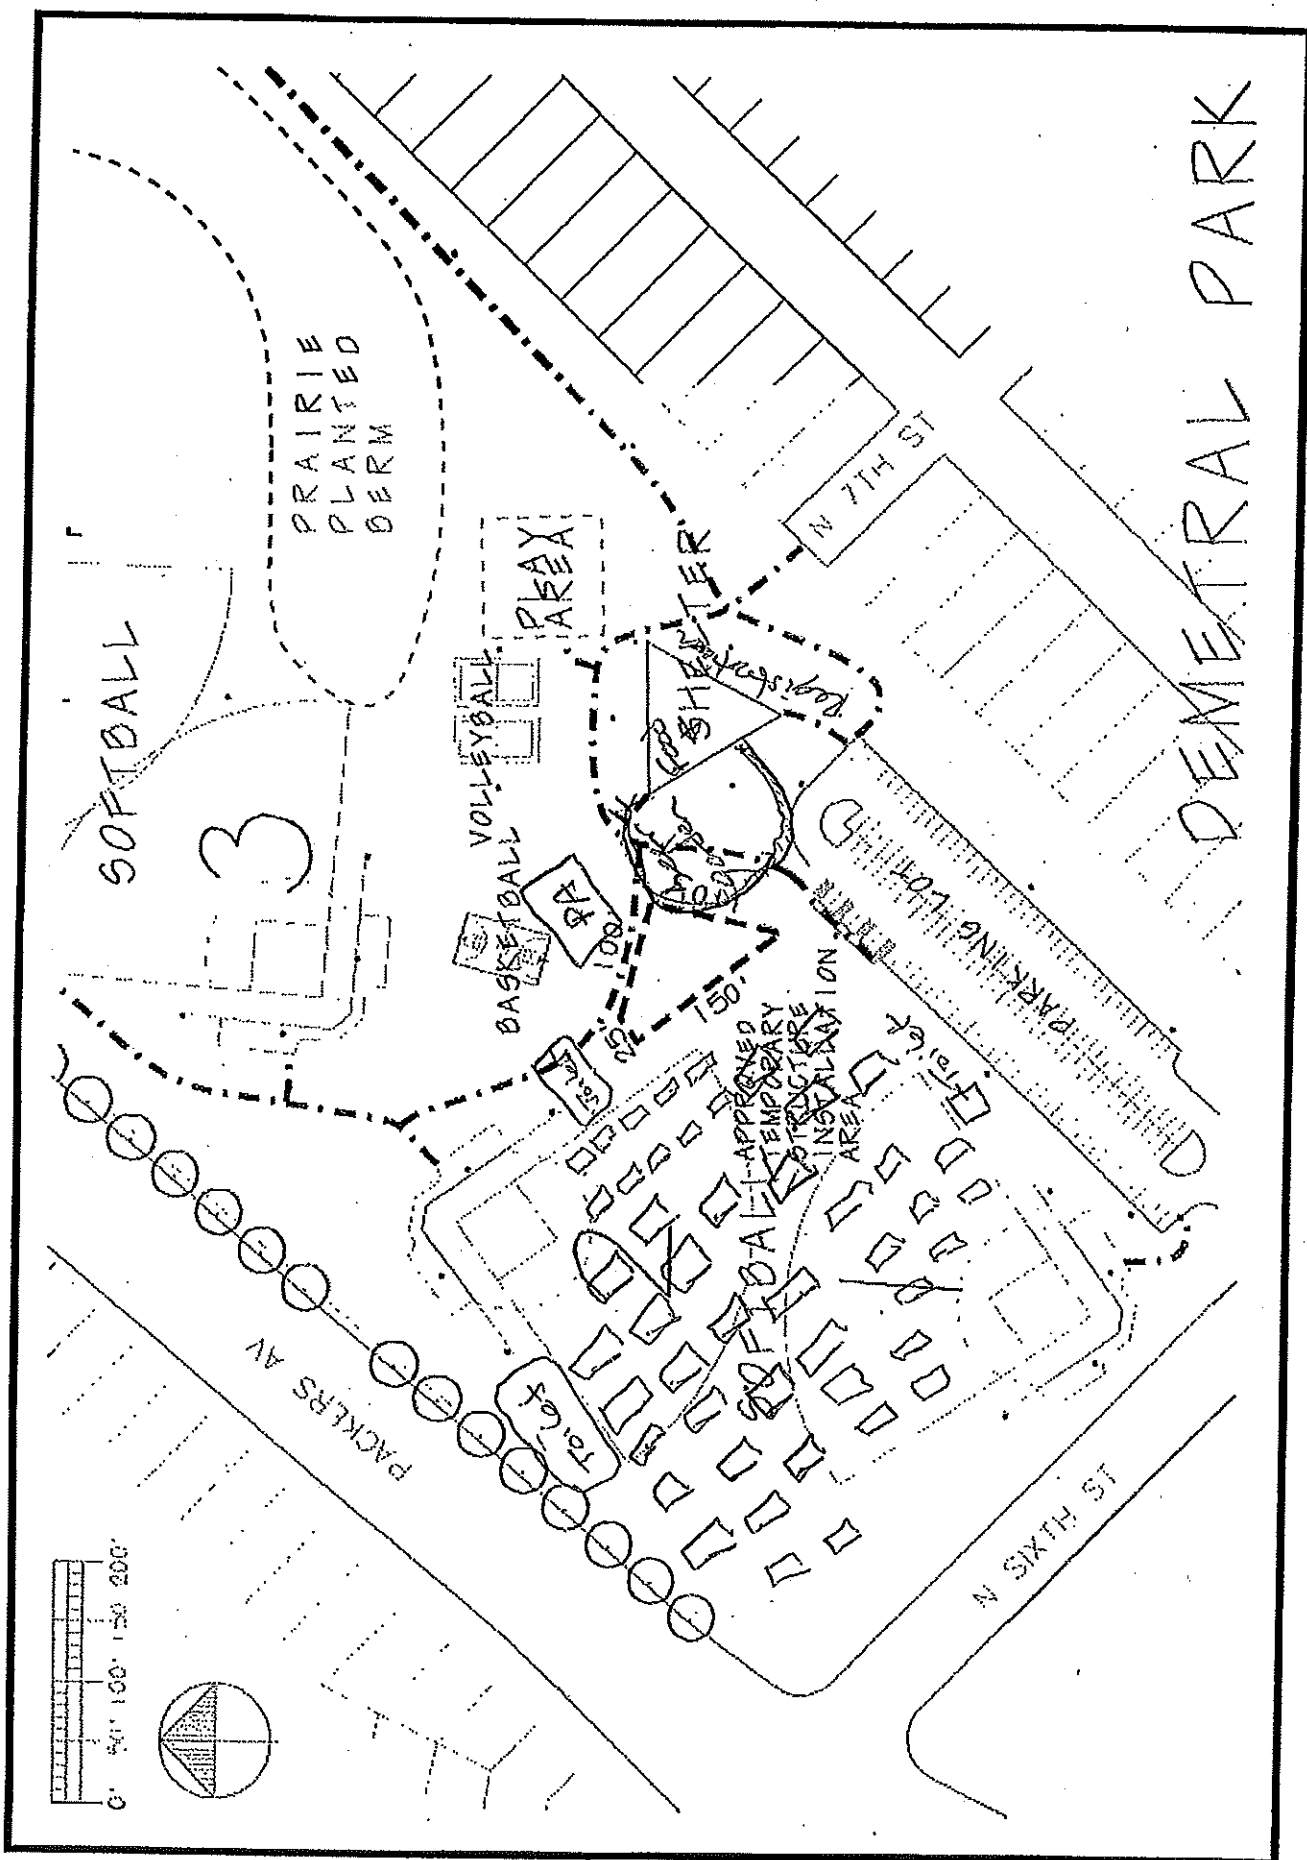 SOFTBALL
3
PRAIRIE
PLANTED
BERM
PLAY
AREA
VOLLEYBALL
BASKETBALL
PA
100'
25'
150'
Toilet
SHELTER
Food
Registration
N 7TH ST
APPROVED
TEMPORARY
STRUCTURE
INSTALLATION
AREA
Toilet
PARKING LOT
SOFTBALL
Toilet
PACKERS AV
N SIXTH ST
0' 50' 100' 150 200'
DEMETRAL PARK